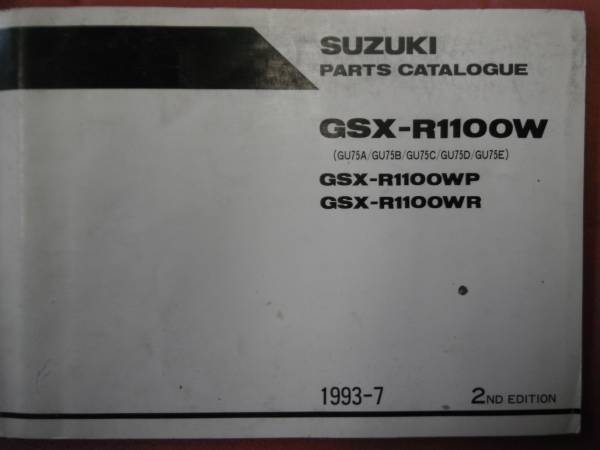 SUZUKI
PARTS CATALOGUE
GSX-R1100W
(GU75A/GU75B/GU75C/GU75D/GU75E)
GSX-R1100WP
GSX-R1100WR
1993-7 2ND EDITION